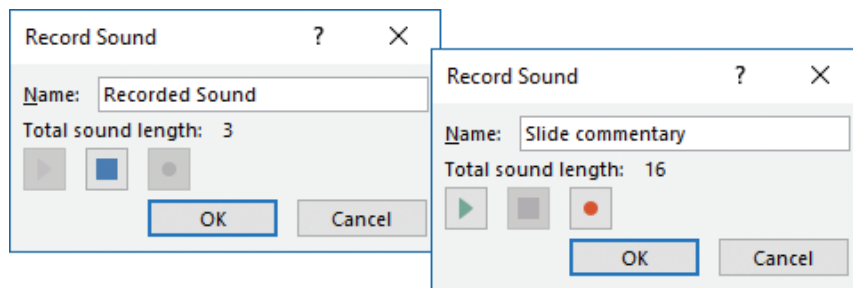 Record Sound ?
Name: Recorded Sound
Total sound length: 3
OK Cancel
Record Sound ?
Name: Slide commentary
Total sound length: 16
OK Cancel